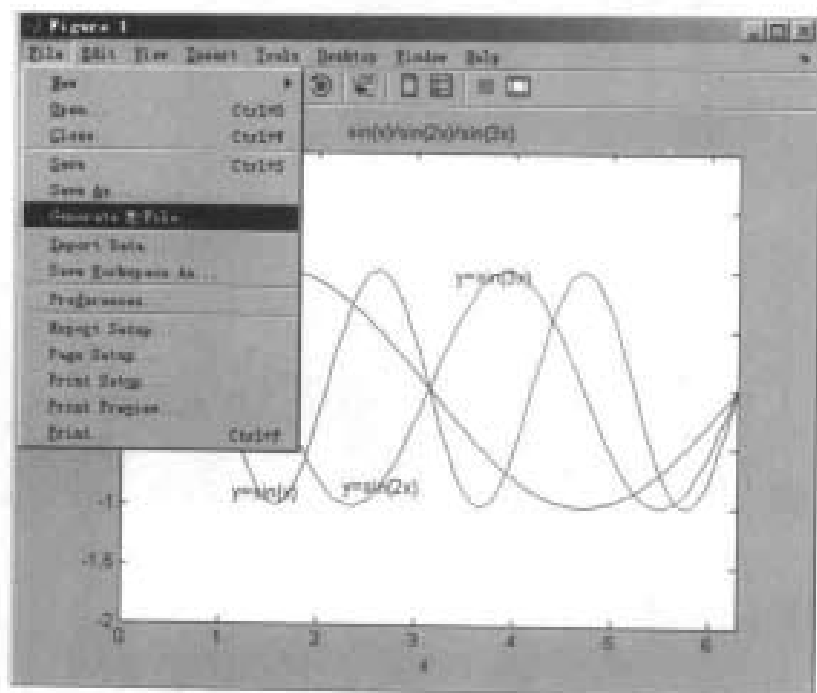 Figure 1
File Edit View Insert Tools Desktop Window Help
New
Open... Ctrl+O
Close Ctrl+W
Save Ctrl+S
Save As...
Generate M-File...
Import Data...
Save Workspace As...
Preferences...
Export Setup...
Page Setup...
Print Setup...
Print Preview...
Print... Ctrl+P
sin(x)/sin(2x)/sin(3x)
y=sin(3x)
y=sin(x)
y=sin(2x)
-1
-1.5
-2
0 1 2 3 4 5 6
x